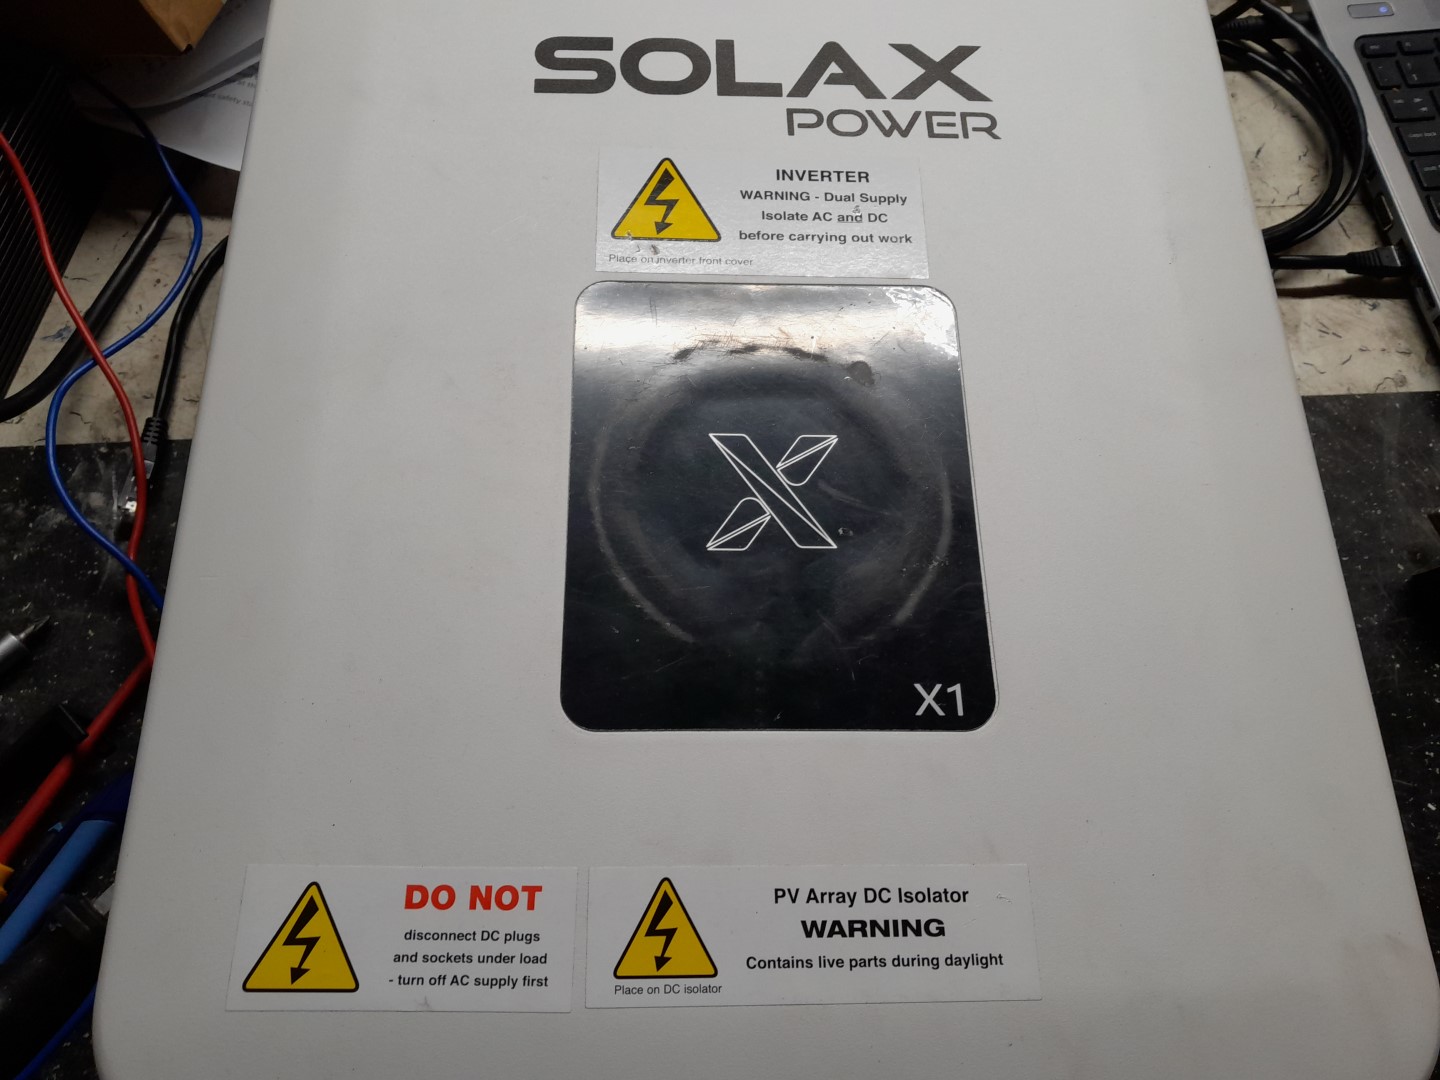 SOLAX
POWER
INVERTER
WARNING - Dual Supply
Isolate AC and DC
before carrying out work
Place on inverter front cover
X1
DO NOT
disconnect DC plugs
and sockets under load
- turn off AC supply first
PV Array DC Isolator
WARNING
Contains live parts during daylight
Place on DC isolator